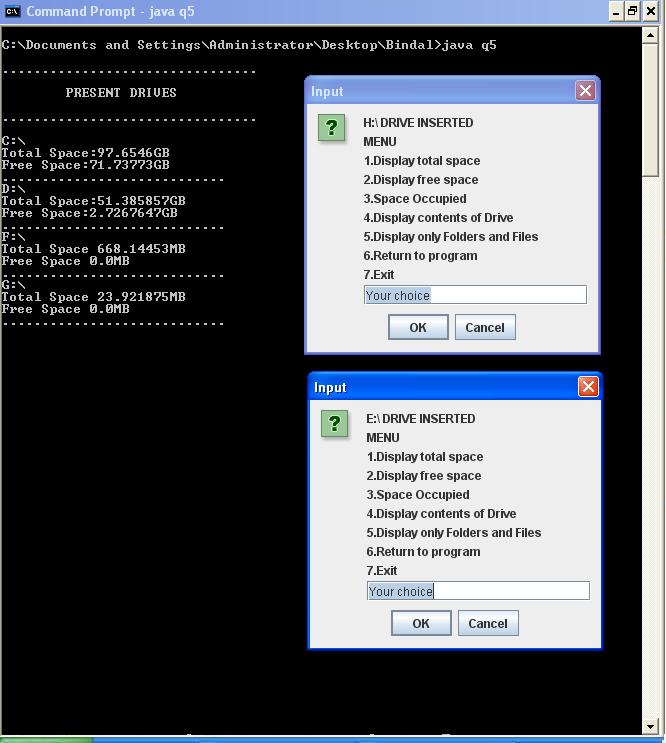 Command Prompt - java q5
C:\Documents and Settings\Administrator\Desktop\Bindal>java q5
--------------------------------
PRESENT DRIVES
--------------------------------
C:\
Total Space:97.6546GB
Free Space:71.73773GB
----------------------------
D:\
Total Space:51.385857GB
Free Space:2.7267647GB
----------------------------
F:\
Total Space 668.14453MB
Free Space 0.0MB
----------------------------
G:\
Total Space 23.921875MB
Free Space 0.0MB
----------------------------
Input
?
H:\ DRIVE INSERTED
MENU
1.Display total space
2.Display free space
3.Space Occupied
4.Display contents of Drive
5.Display only Folders and Files
6.Return to program
7.Exit
Your choice
OK Cancel
Input
?
E:\ DRIVE INSERTED
MENU
1.Display total space
2.Display free space
3.Space Occupied
4.Display contents of Drive
5.Display only Folders and Files
6.Return to program
7.Exit
Your choice
OK Cancel